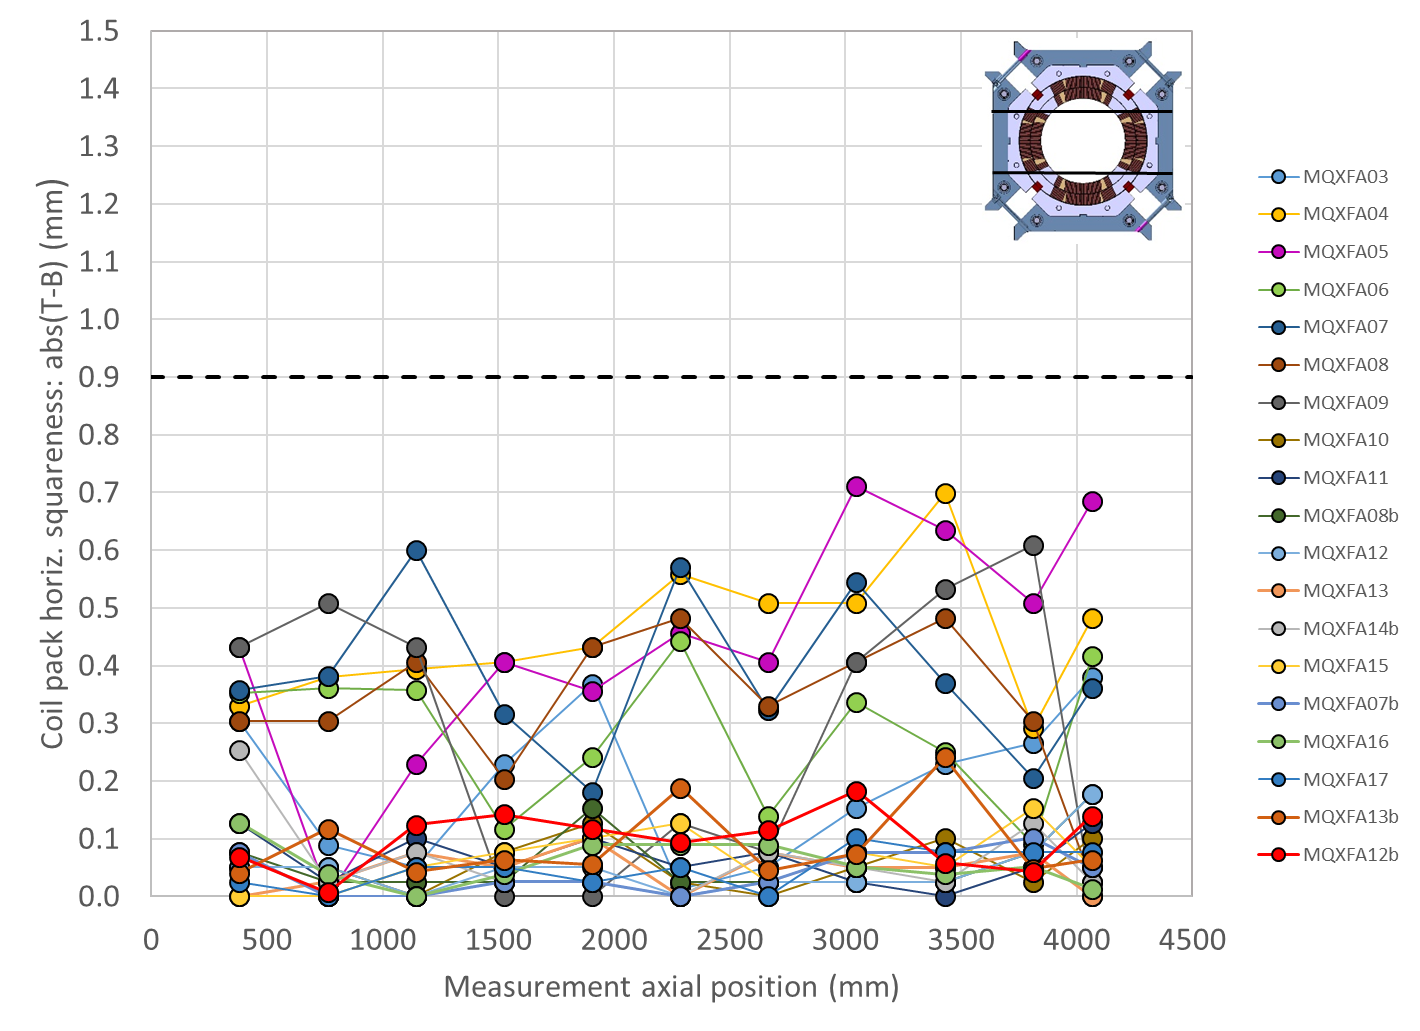 Coil pack horiz. squareness: abs(T-B) (mm)
1.5
1.4
1.3
1.2
1.1
1.0
0.9
0.8
0.7
0.6
0.5
0.4
0.3
0.2
0.1
0.0
0 500 1000 1500 2000 2500 3000 3500 4000 4500
Measurement axial position (mm)
MQXFA03
MQXFA04
MQXFA05
MQXFA06
MQXFA07
MQXFA08
MQXFA09
MQXFA10
MQXFA11
MQXFA08b
MQXFA12
MQXFA13
MQXFA14b
MQXFA15
MQXFA07b
MQXFA16
MQXFA17
MQXFA13b
MQXFA12b